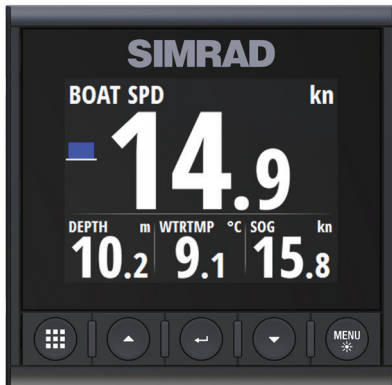 SIMRAD
BOAT SPD kn
14.9
DEPTH m WTRTMP °C SOG kn
10.2 9.1 15.8
MENU